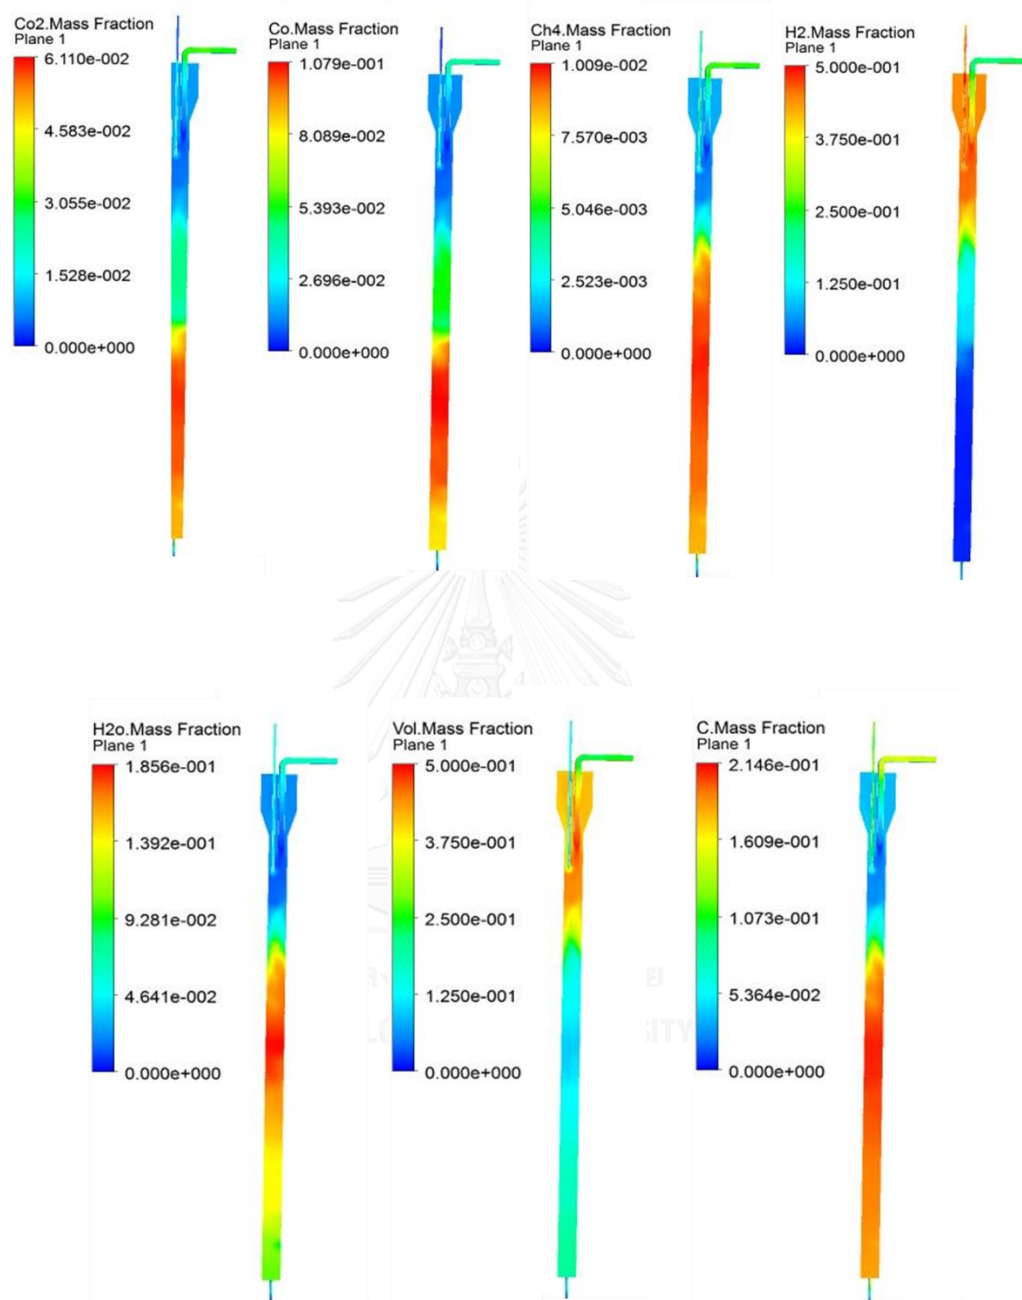 Co2.Mass Fraction
Plane 1
6.110e-002
4.583e-002
3.055e-002
1.528e-002
0.000e+000
Co.Mass Fraction
Plane 1
1.079e-001
8.089e-002
5.393e-002
2.696e-002
0.000e+000
Ch4.Mass Fraction
Plane 1
1.009e-002
7.570e-003
5.046e-003
2.523e-003
0.000e+000
H2.Mass Fraction
Plane 1
5.000e-001
3.750e-001
2.500e-001
1.250e-001
0.000e+000
H2o.Mass Fraction
Plane 1
1.856e-001
1.392e-001
9.281e-002
4.641e-002
0.000e+000
Vol.Mass Fraction
Plane 1
5.000e-001
3.750e-001
2.500e-001
1.250e-001
0.000e+000
C.Mass Fraction
Plane 1
2.146e-001
1.609e-001
1.073e-001
5.364e-002
0.000e+000